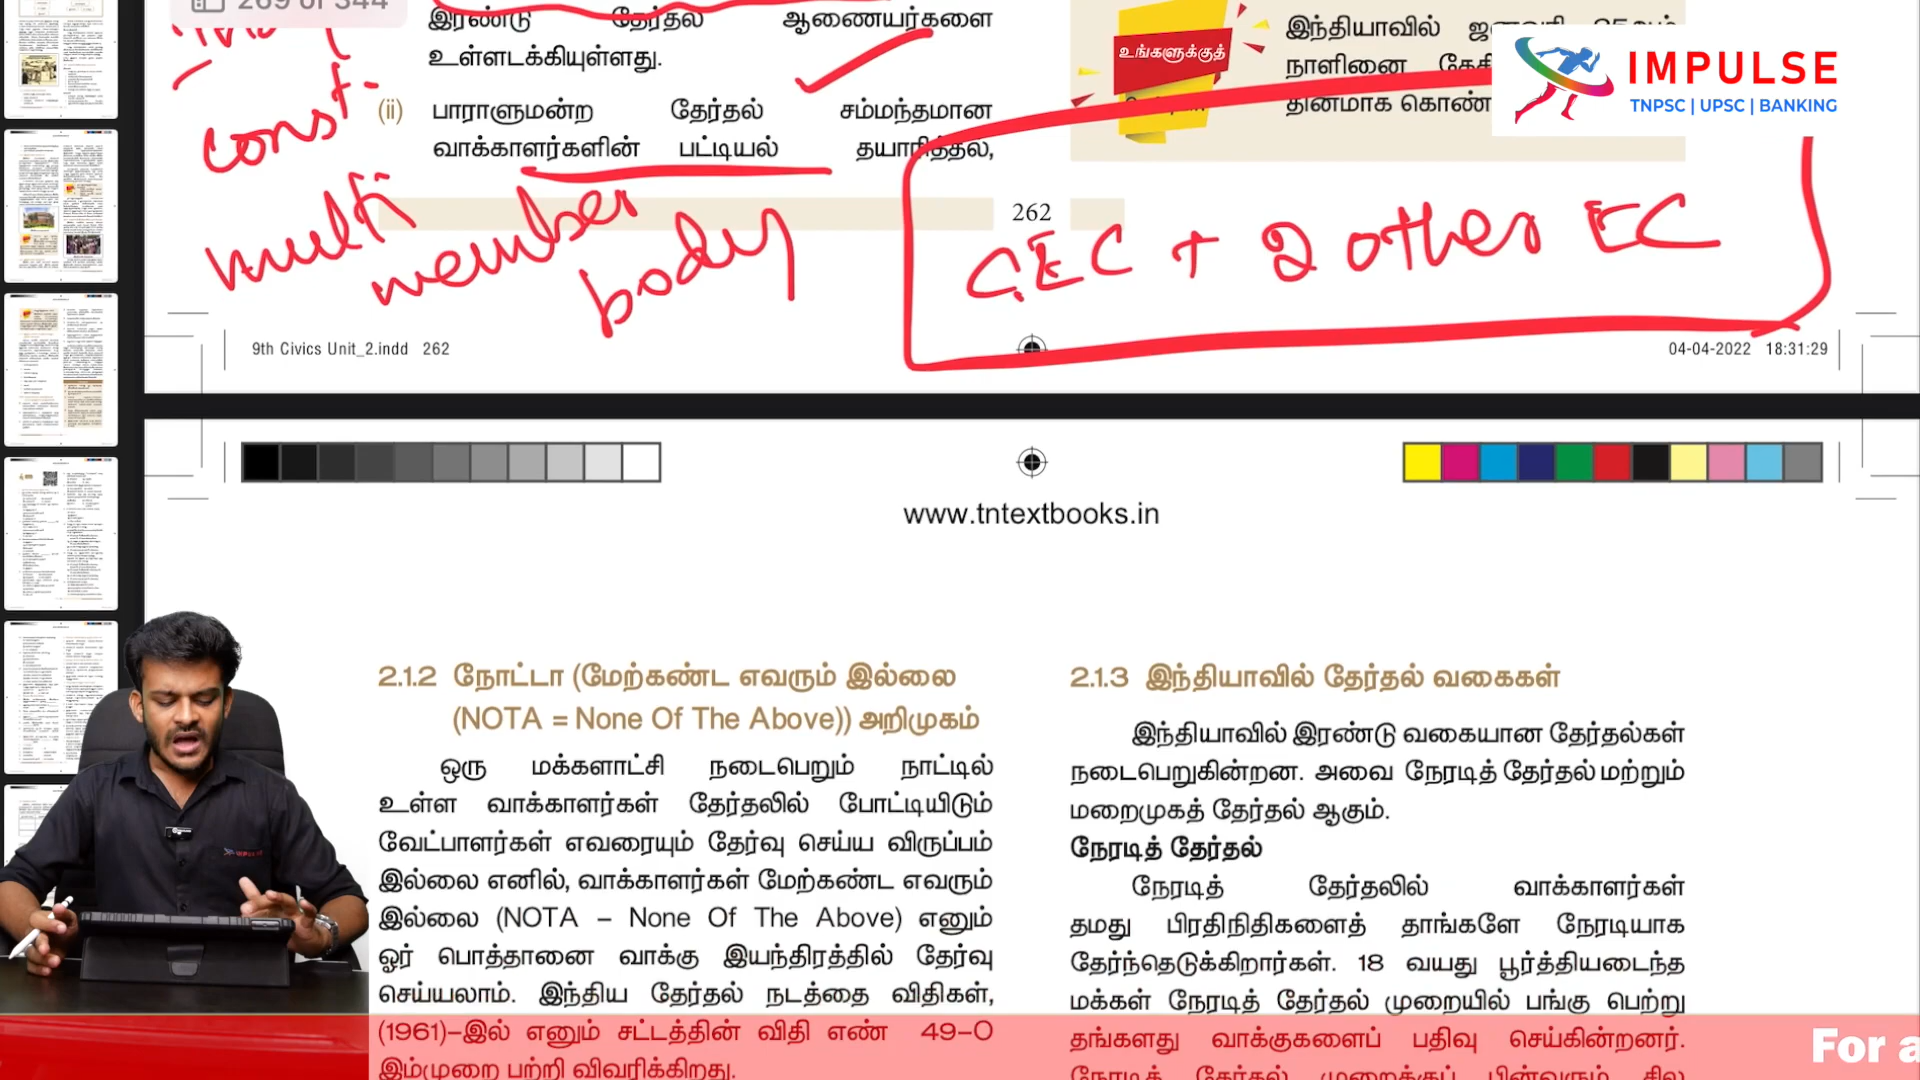 269 of 344
இரண்டு தேர்தல் ஆணையர்களை
உள்ளடக்கியுள்ளது.
(ii) பாராளுமன்ற தேர்தல் சம்மந்தமான
வாக்காளர்களின் பட்டியல் தயாரித்தல்,
const.
multi member body
உங்களுக்குத்
இந்தியாவில்
நாளினை
தினமாக
IMPULSE
TNPSC | UPSC | BANKING
262
C.E.C + 2 other EC
9th Civics Unit_2.indd 262
04-04-2022 18:31:29
www.tntextbooks.in
2.1.2 நோட்டா (மேற்கண்ட எவரும் இல்லை
(NOTA = None Of The Above)) அறிமுகம்
ஒரு மக்களாட்சி நடைபெறும் நாட்டில்
உள்ள வாக்காளர்கள் தேர்தலில் போட்டியிடும்
வேட்பாளர்கள் எவரையும் தேர்வு செய்ய விருப்பம்
இல்லை எனில், வாக்காளர்கள் மேற்கண்ட எவரும்
இல்லை (NOTA – None Of The Above) எனும்
ஓர் பொத்தானை வாக்கு இயந்திரத்தில் தேர்வு
செய்யலாம். இந்திய தேர்தல் நடத்தை விதிகள்,
(1961)–இல் எனும் சட்டத்தின் விதி எண் 49–O
இம்முறை பற்றி விவரிக்கிறது.
2.1.3 இந்தியாவில் தேர்தல் வகைகள்
இந்தியாவில் இரண்டு வகையான தேர்தல்கள்
நடைபெறுகின்றன. அவை நேரடித் தேர்தல் மற்றும்
மறைமுகத் தேர்தல் ஆகும்.
நேரடித் தேர்தல்
நேரடித் தேர்தலில் வாக்காளர்கள்
தமது பிரதிநிதிகளைத் தாங்களே நேரடியாக
தேர்ந்தெடுக்கிறார்கள். 18 வயது பூர்த்தியடைந்த
மக்கள் நேரடித் தேர்தல் முறையில் பங்கு பெற்று
தங்களது வாக்குகளைப் பதிவு செய்கின்றனர்.
நேரடித் தேர்தல் முறைக்குப் பின்வரும் சில
For a